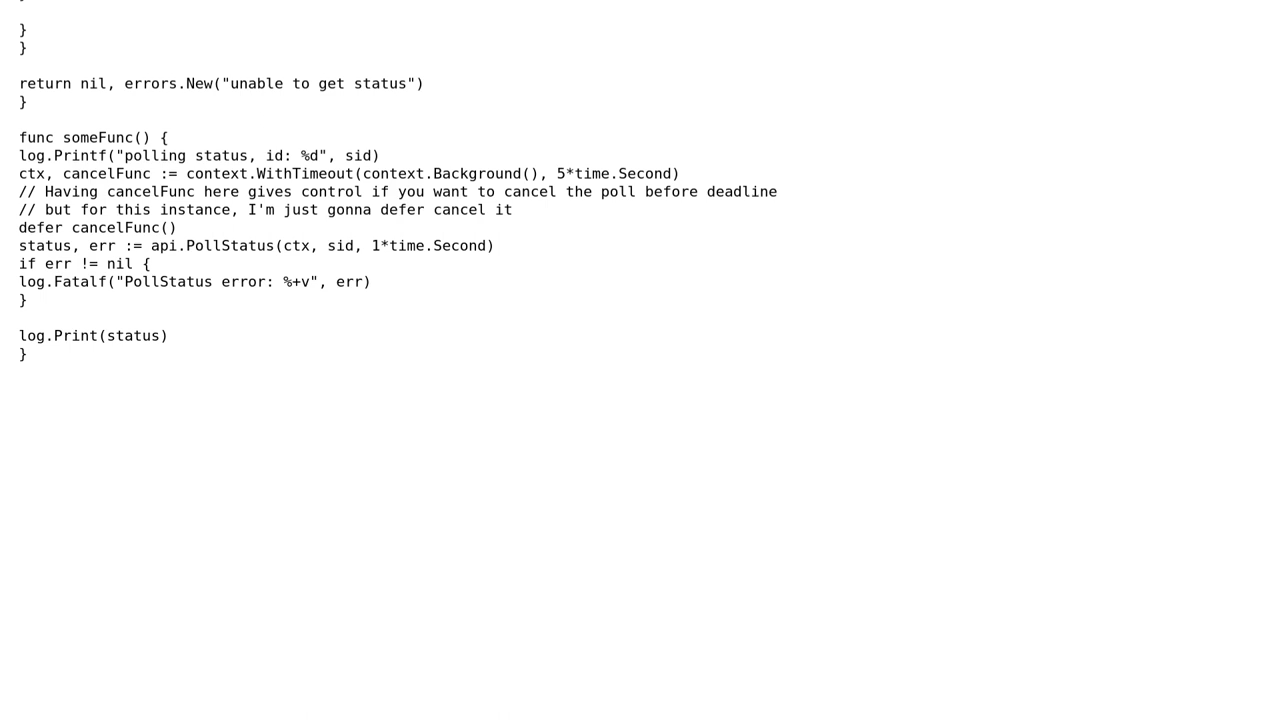 }
}
return nil, errors.New("unable to get status")
}
func someFunc() {
log.Printf("polling status, id: %d", sid)
ctx, cancelFunc := context.WithTimeout(context.Background(), 5*time.Second)
// Having cancelFunc here gives control if you want to cancel the poll before deadline
// but for this instance, I'm just gonna defer cancel it
defer cancelFunc()
status, err := api.PollStatus(ctx, sid, 1*time.Second)
if err != nil {
log.Fatalf("PollStatus error: %+v", err)
}
log.Print(status)
}